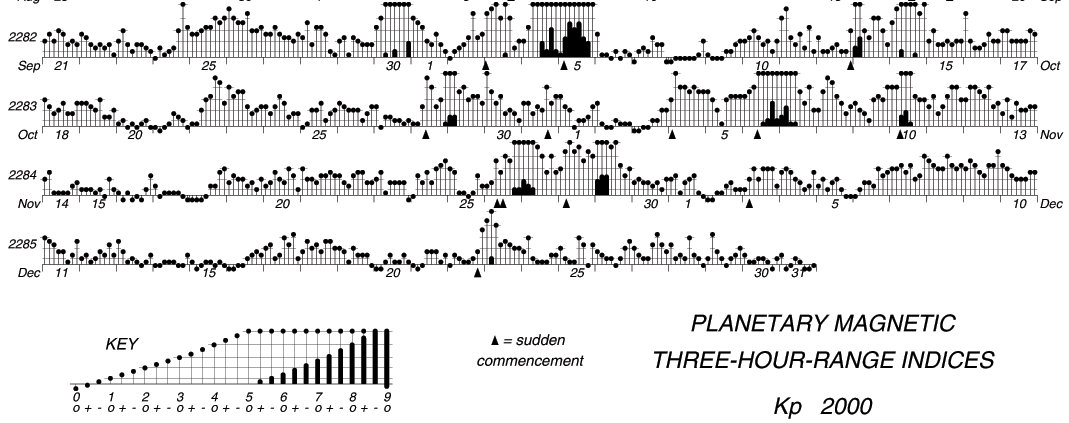 2282
Sep 21 25 30 1 5 10 15 17 Oct
2283
Oct 18 20 25 30 1 5 10 13 Nov
2284
Nov 14 15 20 25 30 1 5 10 Dec
2285
Dec 11 15 20 25 30 31
KEY
▲ = sudden
commencement
0 1 2 3 4 5 6 7 8 9
o + - o + - o + - o + - o + - o + - o + - o + - o + - o
PLANETARY MAGNETIC
THREE-HOUR-RANGE INDICES
Kp 2000